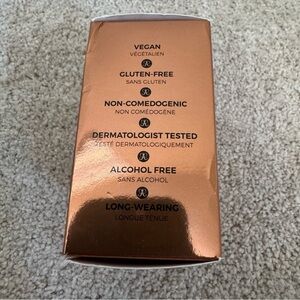 VEGAN
VÉGÉTALIEN
GLUTEN-FREE
SANS GLUTEN
NON-COMEDOGENIC
NON COMÉDOGÈNE
DERMATOLOGIST TESTED
TESTÉ DERMATOLOGIQUEMENT
ALCOHOL FREE
SANS ALCOHOL
LONG-WEARING
LONGUE TENUE